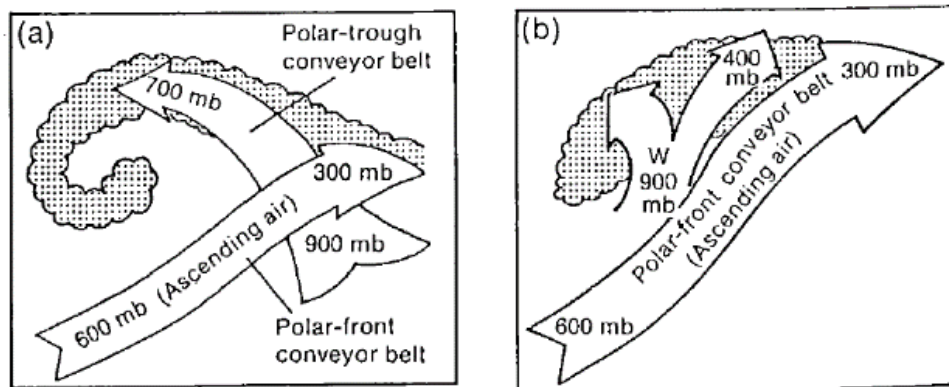 (a)
Polar-trough
conveyor belt
700 mb
300 mb
900 mb
600 mb (Ascending air)
Polar-front
conveyor belt
(b)
400
mb
300 mb
W
900
mb
Polar-front conveyor belt
(Ascending air)
600 mb